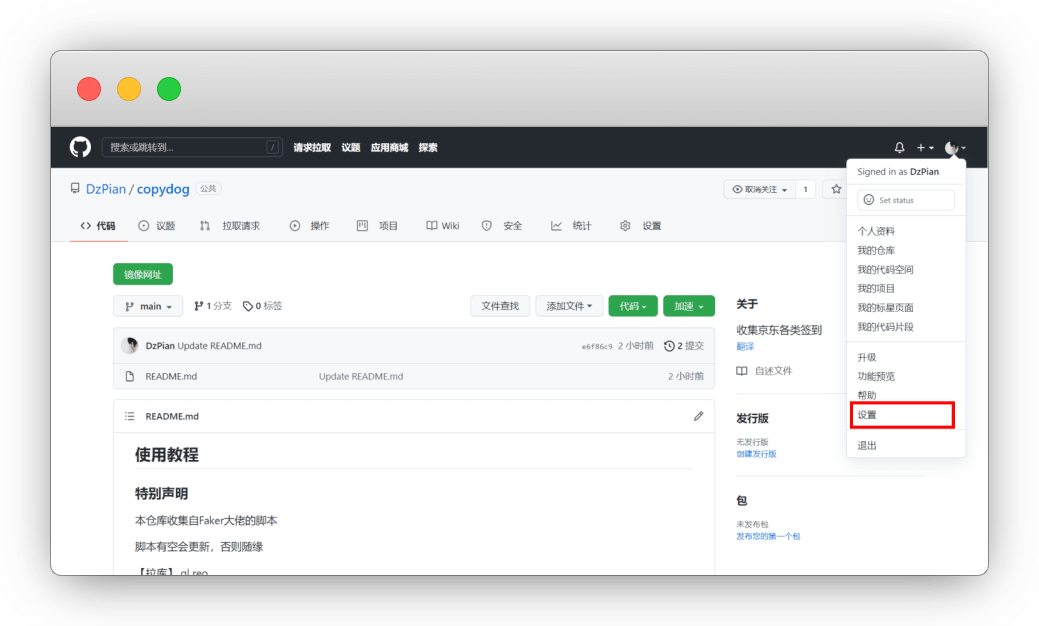 搜索或跳转到... / 请求拉取 议题 应用商城 探索
Signed in as DzPian
DzPian / copydog 公共
取消关注 1
Set status
代码 议题 拉取请求 操作 项目 Wiki 安全 统计 设置
个人资料
我的仓库
我的代码空间
我的项目
我的标星页面
我的代码片段
升级
功能预览
帮助
设置
退出
镜像网址
main 1 分支 0 标签 文件查找 添加文件 代码 加速
DzPian Update README.md e6f86c9 2 小时前 2 提交
README.md Update README.md 2 小时前
README.md
使用教程
特别声明
本仓库收集自Faker大佬的脚本
脚本有空会更新，否则随缘
【拉库】 ql repo
关于
收集京东各类签到
翻译
自述文件
发行版
无发行版
创建发行版
包
未发布包
发布您的第一个包